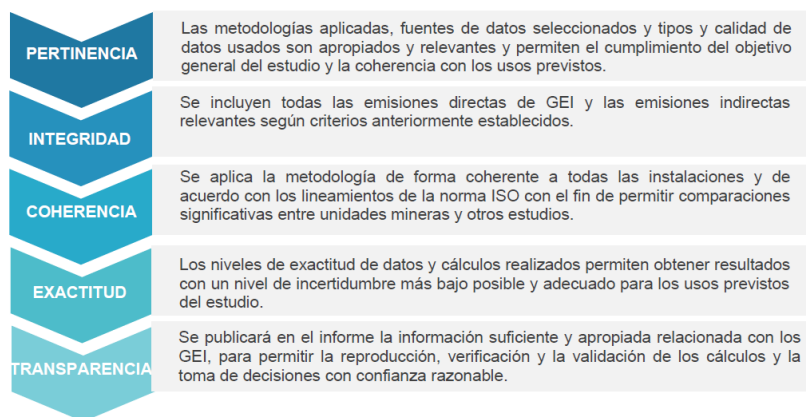 PERTINENCIA
Las metodologías aplicadas, fuentes de datos seleccionados y tipos y calidad de
datos usados son apropiados y relevantes y permiten el cumplimiento del objetivo
general del estudio y la coherencia con los usos previstos.
INTEGRIDAD
Se incluyen todas las emisiones directas de GEI y las emisiones indirectas
relevantes según criterios anteriormente establecidos.
COHERENCIA
Se aplica la metodología de forma coherente a todas las instalaciones y de
acuerdo con los lineamientos de la norma ISO con el fin de permitir comparaciones
significativas entre unidades mineras y otros estudios.
EXACTITUD
Los niveles de exactitud de datos y cálculos realizados permiten obtener resultados
con un nivel de incertidumbre más bajo posible y adecuado para los usos previstos
del estudio.
TRANSPARENCIA
Se publicará en el informe la información suficiente y apropiada relacionada con los
GEI, para permitir la reproducción, verificación y la validación de los cálculos y la
toma de decisiones con confianza razonable.